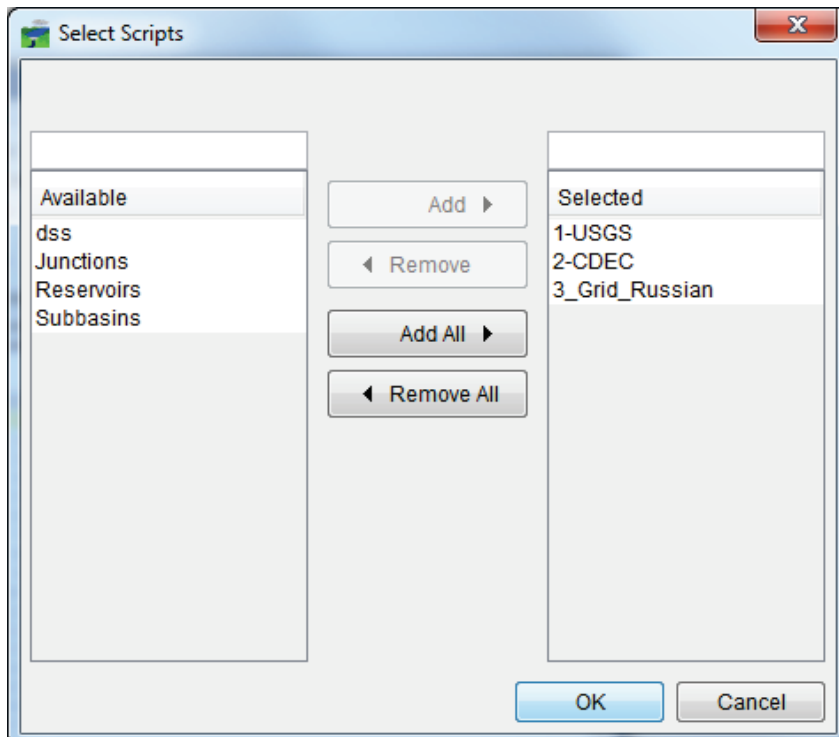 Select Scripts
Available
dss
Junctions
Reservoirs
Subbasins
Add
Remove
Add All
Remove All
Selected
1-USGS
2-CDEC
3_Grid_Russian
OK
Cancel